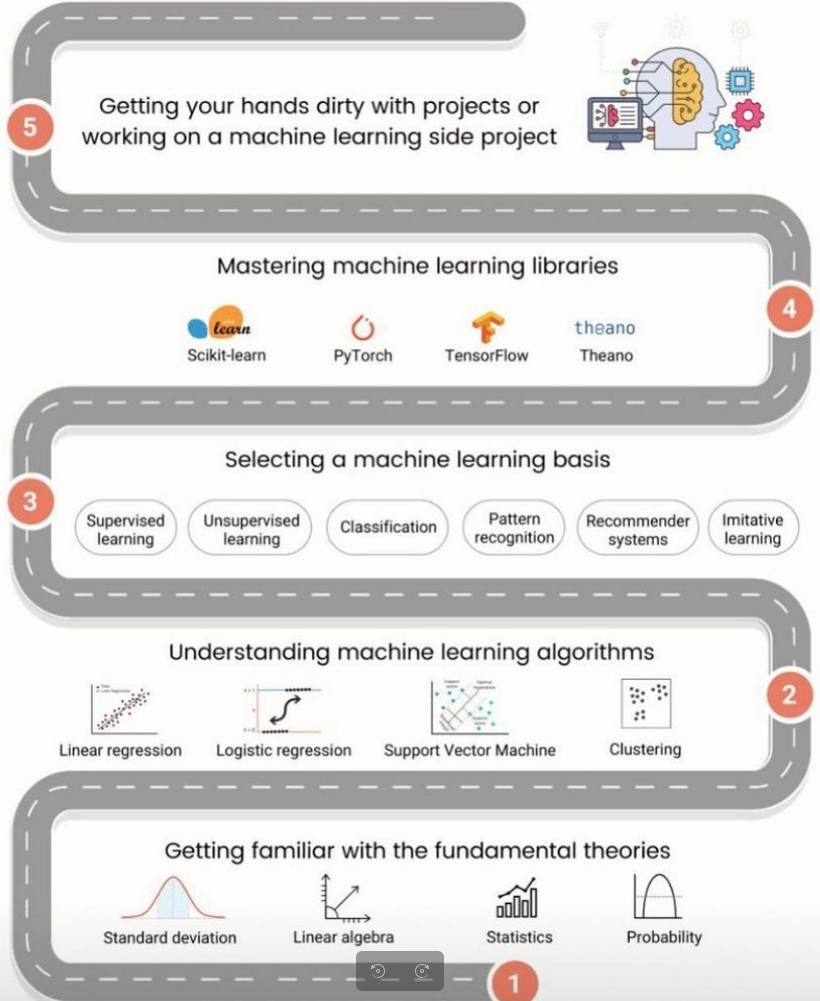 5
Getting your hands dirty with projects or
working on a machine learning side project
Mastering machine learning libraries
4
learn
theano
Scikit-learn
PyTorch
TensorFlow
Theano
Selecting a machine learning basis
3
Supervised
learning
Unsupervised
learning
Classification
Pattern
recognition
Recommender
systems
Imitative
learning
Understanding machine learning algorithms
2
Linear regression
Logistic regression
Support Vector Machine
Clustering
Getting familiar with the fundamental theories
Standard deviation
Linear algebra
Statistics
Probability
1